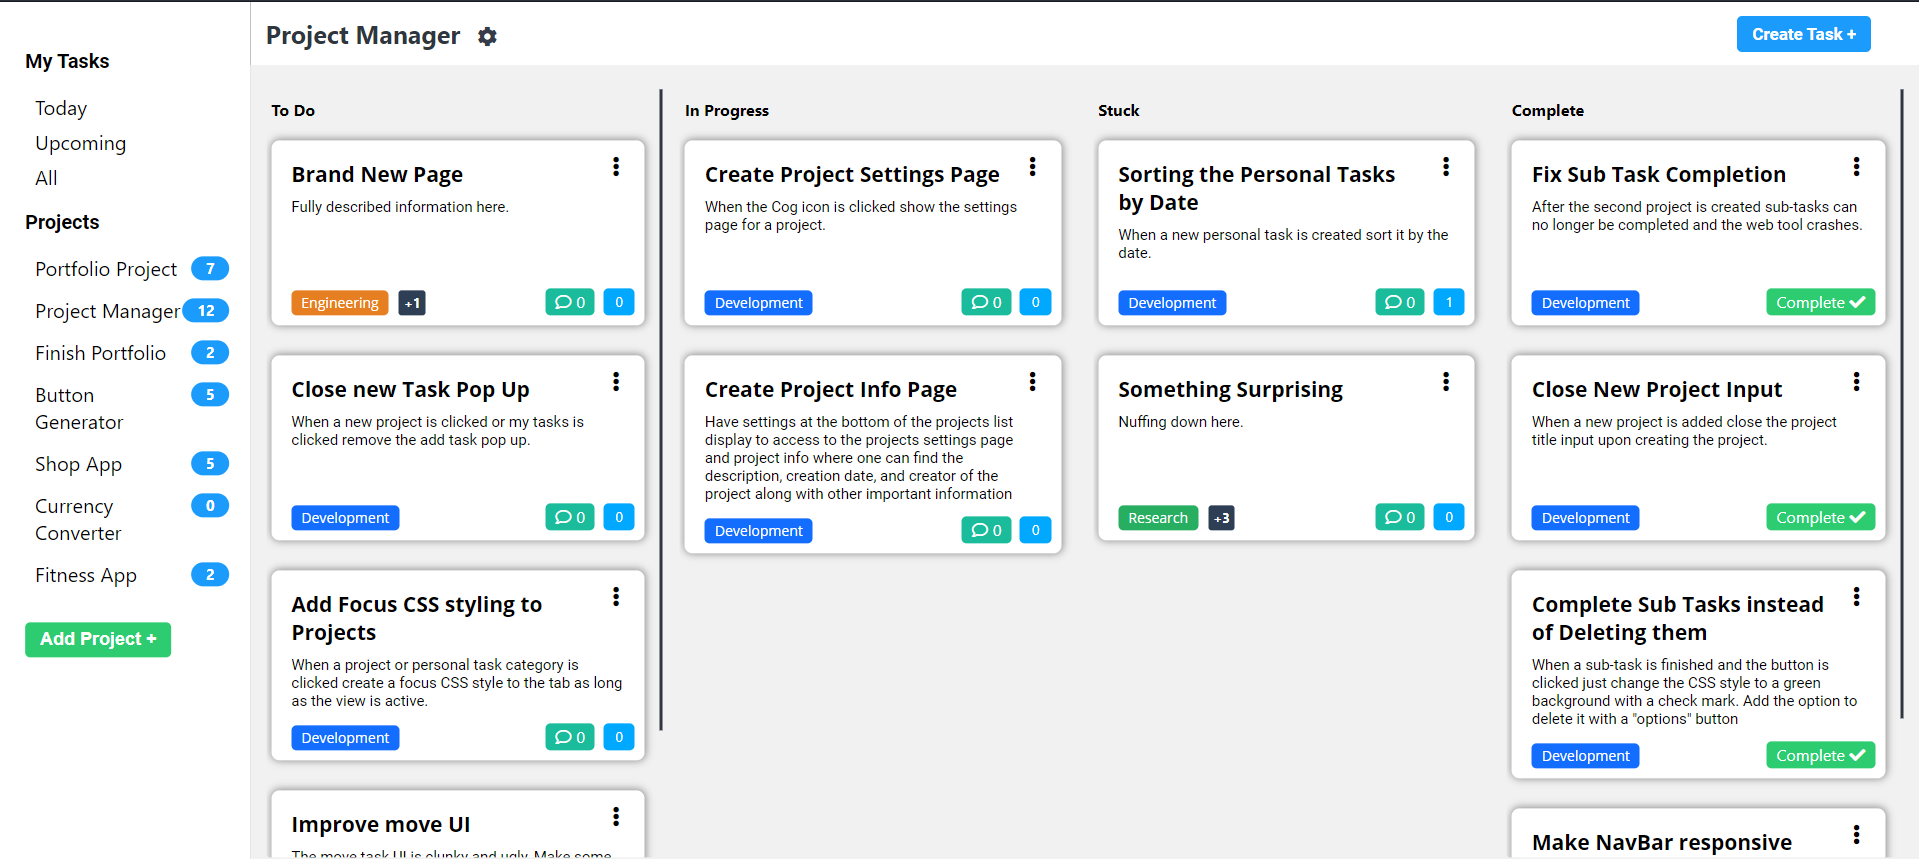 My Tasks
Today
Upcoming
All
Projects
Portfolio Project 7
Project Manager 12
Finish Portfolio 2
Button 5
Generator
Shop App 5
Currency 0
Converter
Fitness App 2
Add Project +
Project Manager
Create Task +
To Do
Brand New Page
Fully described information here.
Engineering +1 0 0
Close new Task Pop Up
When a new project is clicked or my tasks is
clicked remove the add task pop up.
Development 0 0
Add Focus CSS styling to
Projects
When a project or personal task category is
clicked create a focus CSS style to the tab as long
as the view is active.
Development 0 0
Improve move UI
The move task UI is clunky and ugly. Make some
In Progress
Create Project Settings Page
When the Cog icon is clicked show the settings
page for a project.
Development 0 0
Create Project Info Page
Have settings at the bottom of the projects list
display to access to the projects settings page
and project info where one can find the
description, creation date, and creator of the
project along with other important information
Development 0 0
Stuck
Sorting the Personal Tasks
by Date
When a new personal task is created sort it by the
date.
Development 0 1
Something Surprising
Nuffing down here.
Research +3 0 0
Complete
Fix Sub Task Completion
After the second project is created sub-tasks can
no longer be completed and the web tool crashes.
Development Complete ✔
Close New Project Input
When a new project is added close the project
title input upon creating the project.
Development Complete ✔
Complete Sub Tasks instead
of Deleting them
When a sub-task is finished and the button is
clicked just change the CSS style to a green
background with a check mark. Add the option to
delete it with a "options" button
Development Complete ✔
Make NavBar responsive